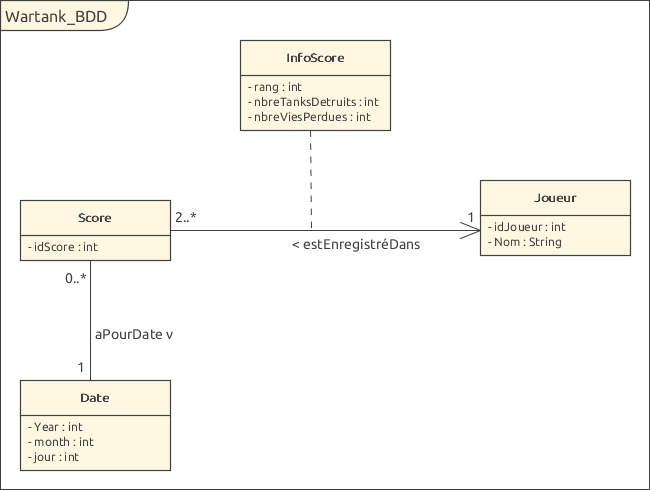 Wartank_BDD
InfoScore
- rang : int
- nbreTanksDetruits : int
- nbreViesPerdues : int
Joueur
- idJoueur : int
- Nom : String
Score
- idScore : int
2..*
1
< estEnregistréDans
0..*
aPourDate v
1
Date
- Year : int
- month : int
- jour : int